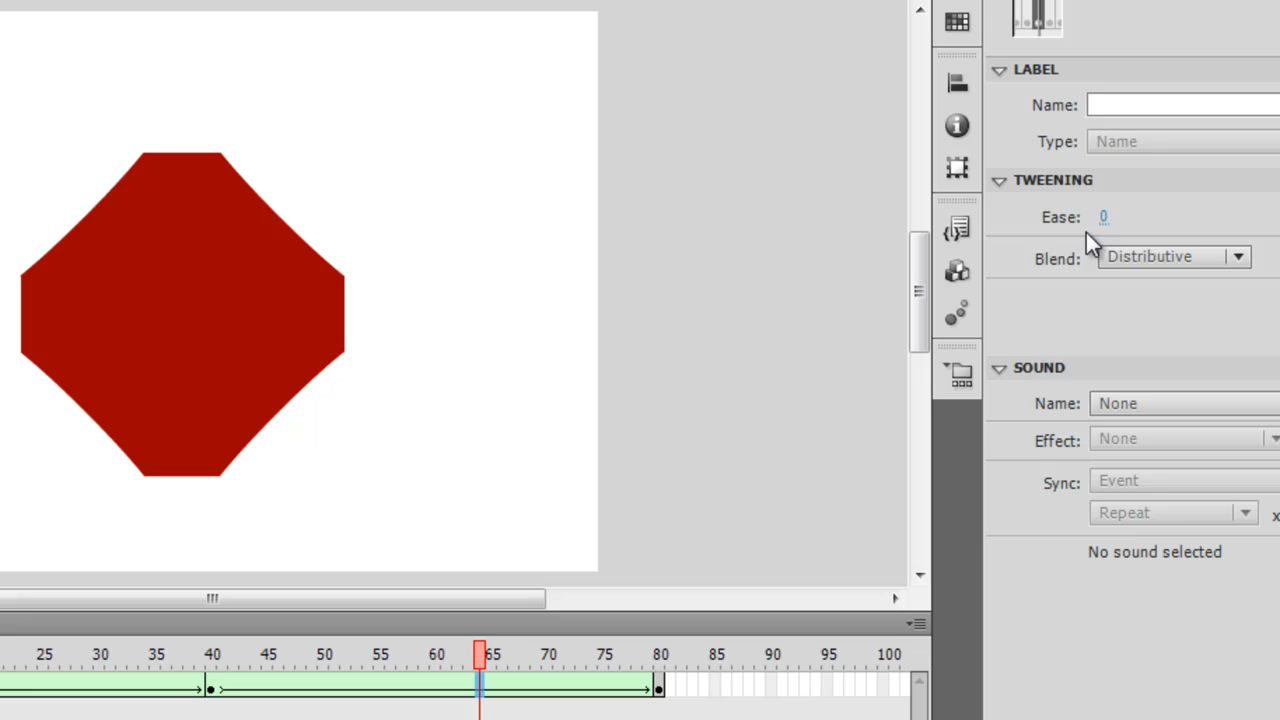 LABEL
Name:
Type: Name
TWEENING
Ease: 0
Blend: Distributive
SOUND
Name: None
Effect: None
Sync: Event
Repeat x
No sound selected
25 30 35 40 45 50 55 60 65 70 75 80 85 90 95 100